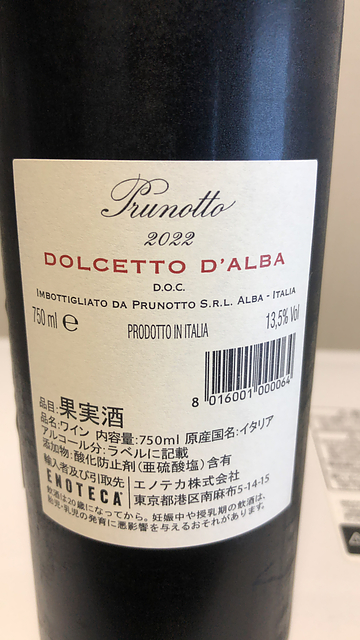 Prunotto
2022
DOLCETTO D'ALBA
D.O.C.
IMBOTTIGLIATO DA PRUNOTTO S.R.L. ALBA - ITALIA
750 ml e
PRODOTTO IN ITALIA
13,5% Vol
8 016001 000064
品目:果実酒
品名:ワイン 内容量:750ml 原産国名:イタリア
アルコール分:ラベルに記載
添加物:酸化防止剤(亜硫酸塩)含有
輸入者及び引取先
ENOTECA エノテカ株式会社
東京都港区南麻布5-14-15
飲酒は20歳になってから。妊娠中や授乳期の飲酒は、
胎児・乳児の発育に悪影響を与えるおそれがあります。